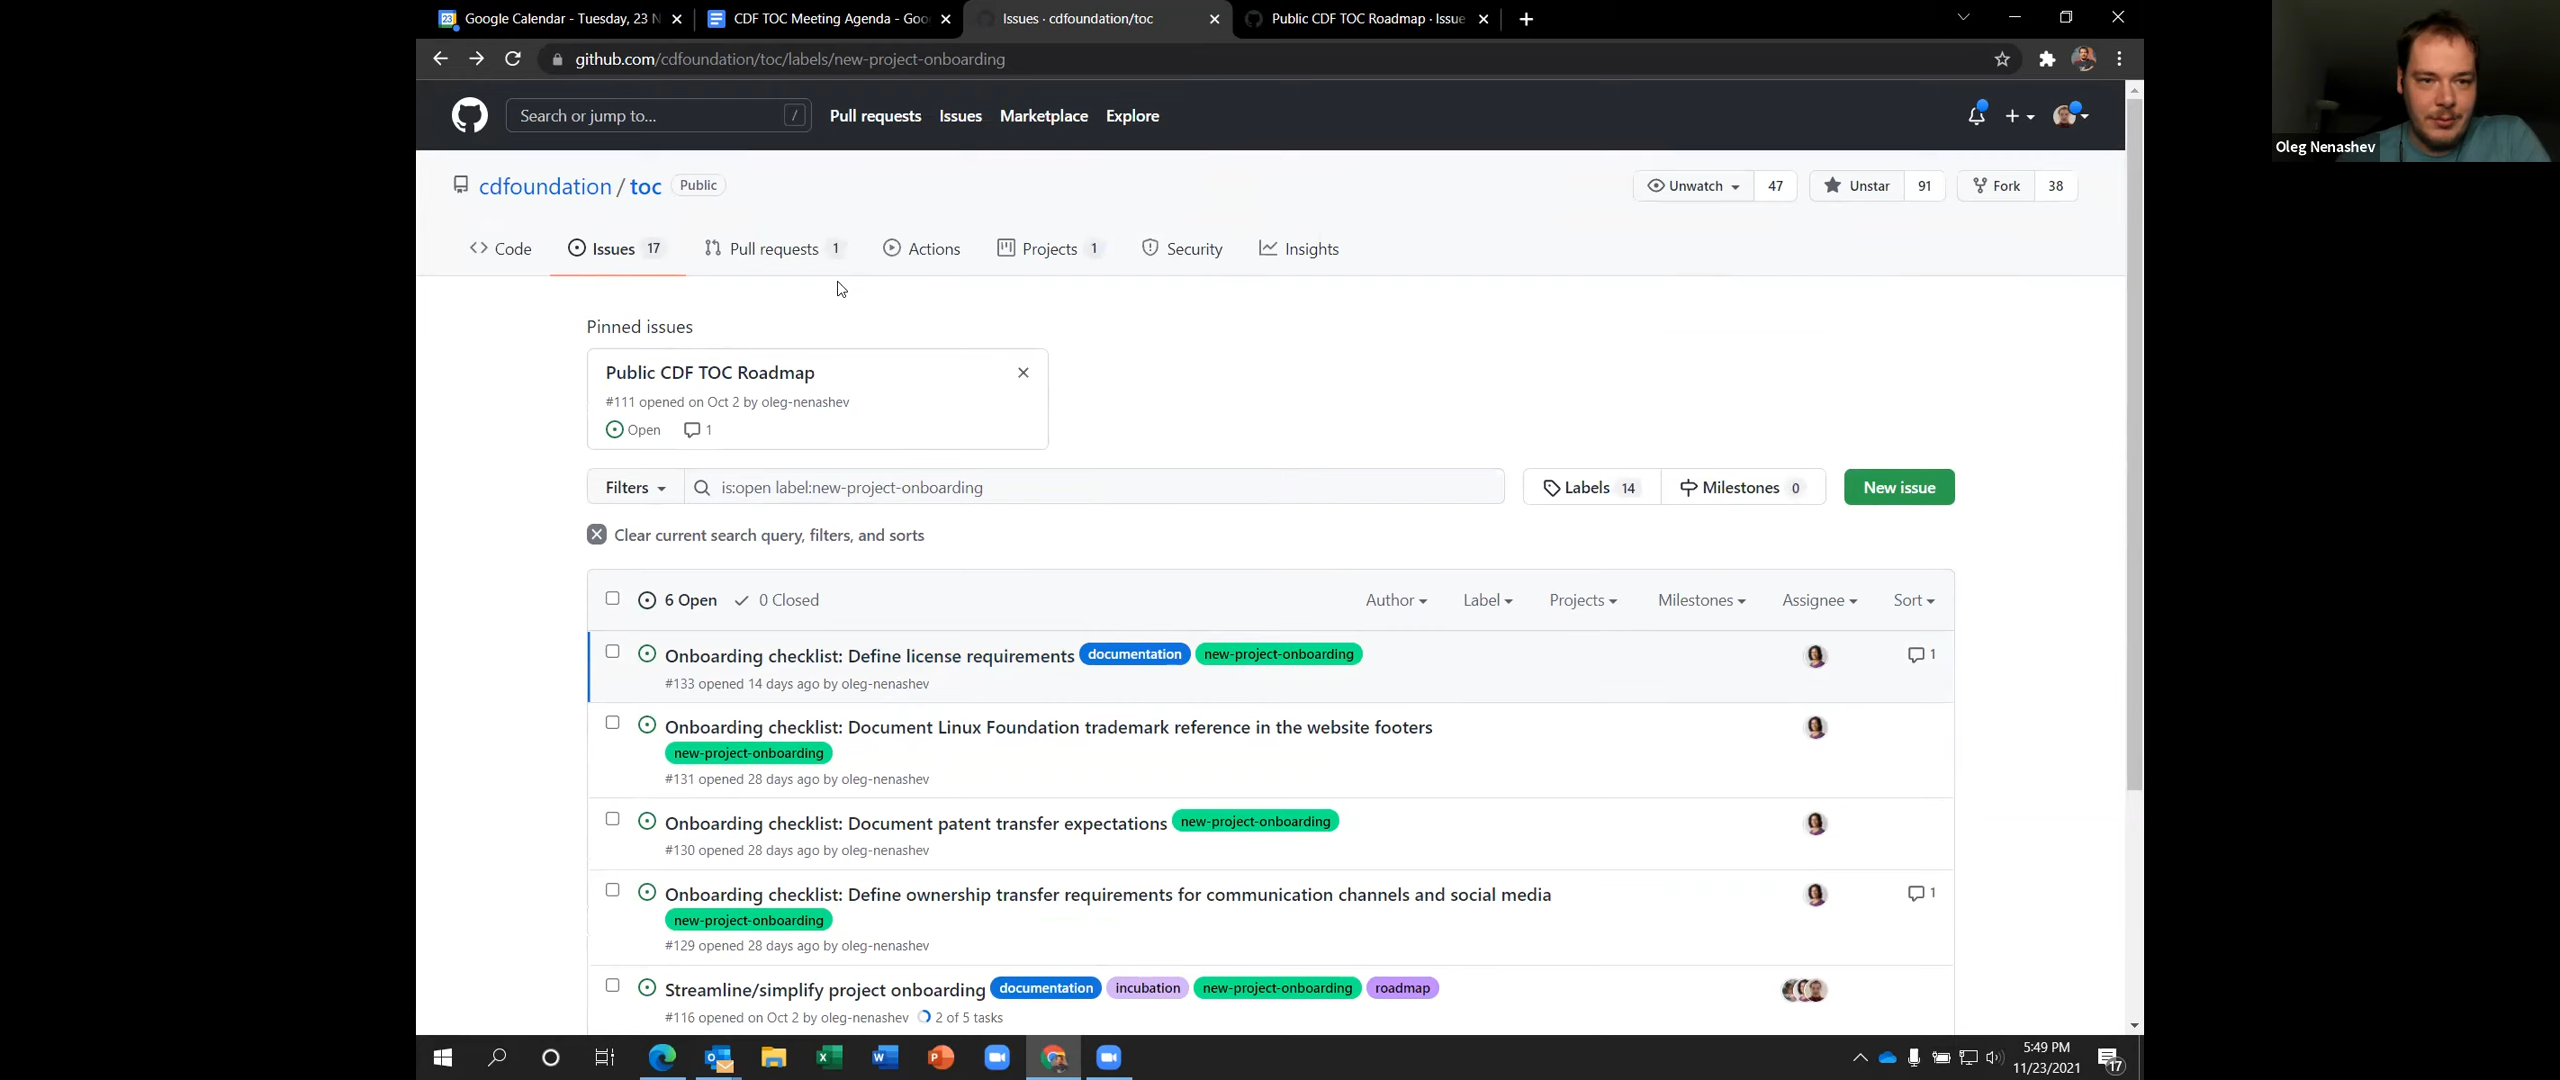 Google Calendar - Tuesday, 23 N
CDF TOC Meeting Agenda - Goo
Issues · cdfoundation/toc
Public CDF TOC Roadmap · Issue
github.com/cdfoundation/toc/labels/new-project-onboarding
Search or jump to... /
Pull requests Issues Marketplace Explore
Oleg Nenashev
cdfoundation / toc Public
Unwatch 47 Unstar 91 Fork 38
Code Issues 17 Pull requests 1 Actions Projects 1 Security Insights
Pinned issues
Public CDF TOC Roadmap
#111 opened on Oct 2 by oleg-nenashev
Open 1
Filters is:open label:new-project-onboarding Labels 14 Milestones 0 New issue
Clear current search query, filters, and sorts
6 Open 0 Closed Author Label Projects Milestones Assignee Sort
Onboarding checklist: Define license requirements documentation new-project-onboarding 1
#133 opened 14 days ago by oleg-nenashev
Onboarding checklist: Document Linux Foundation trademark reference in the website footers
new-project-onboarding
#131 opened 28 days ago by oleg-nenashev
Onboarding checklist: Document patent transfer expectations new-project-onboarding
#130 opened 28 days ago by oleg-nenashev
Onboarding checklist: Define ownership transfer requirements for communication channels and social media 1
new-project-onboarding
#129 opened 28 days ago by oleg-nenashev
Streamline/simplify project onboarding documentation incubation new-project-onboarding roadmap
#116 opened on Oct 2 by oleg-nenashev 2 of 5 tasks
5:49 PM
11/23/2021
17